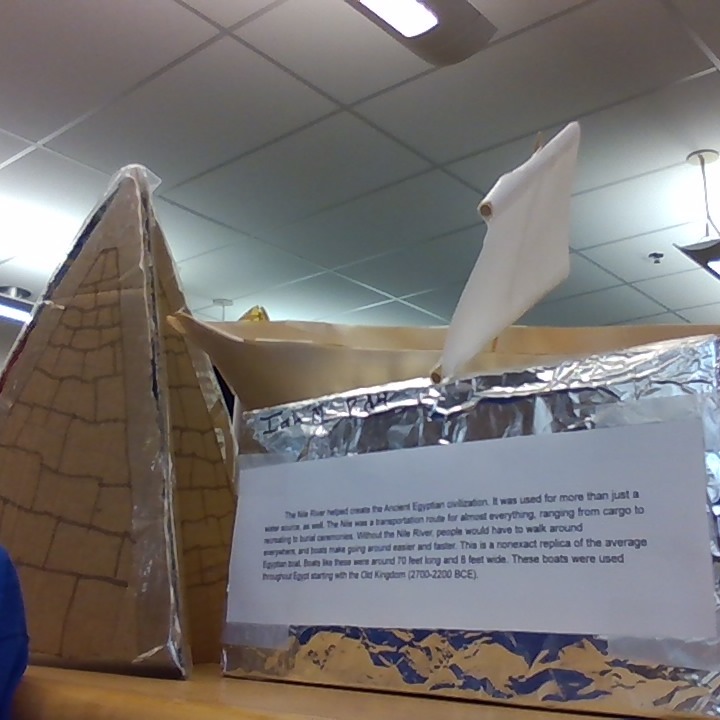 The Nile River helped create the Ancient Egyptian civilization. It was used for more than just a
water source, as well. The Nile was a transportation route for almost everything, ranging from cargo to
recreating to burial ceremonies. Without the Nile River, people would have to walk around
everywhere, and boats make going around easier and faster. This is a nonexact replica of the average
Egyptian boat. Boats like these were around 70 feet long and 8 feet wide. These boats were used
throughout Egypt starting with the Old Kingdom (2700-2200 BCE).